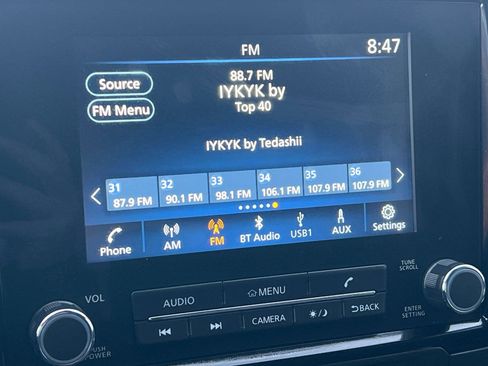 FM
8:47
Source
88.7 FM
IYKYK by
FM Menu
Top 40
IYKYK by Tedashii
31 32 33 34 35 36
87.9 FM 90.1 FM 98.1 FM 106.1 FM 107.9 FM 107.9 FM
Phone AM FM BT Audio USB1 AUX Settings
VOL
AUDIO
MENU
TUNE
SCROLL
CAMERA
BACK
PUSH
POWER
ENTER
SETTING